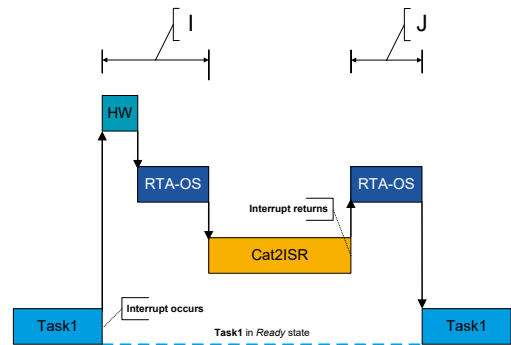 I
J
HW
RTA-OS
RTA-OS
Interrupt returns
Cat2ISR
Interrupt occurs
Task1
Task1 in Ready state
Task1